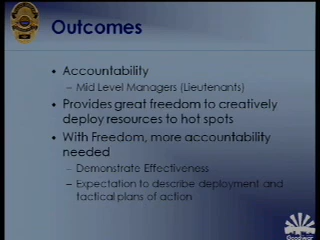 Outcomes
• Accountability
– Mid Level Managers (Lieutenants)
• Provides great freedom to creatively
deploy resources to hot spots
• With Freedom, more accountability
needed
– Demonstrate Effectiveness
– Expectation to describe deployment and
tactical plans of action
Goodyear